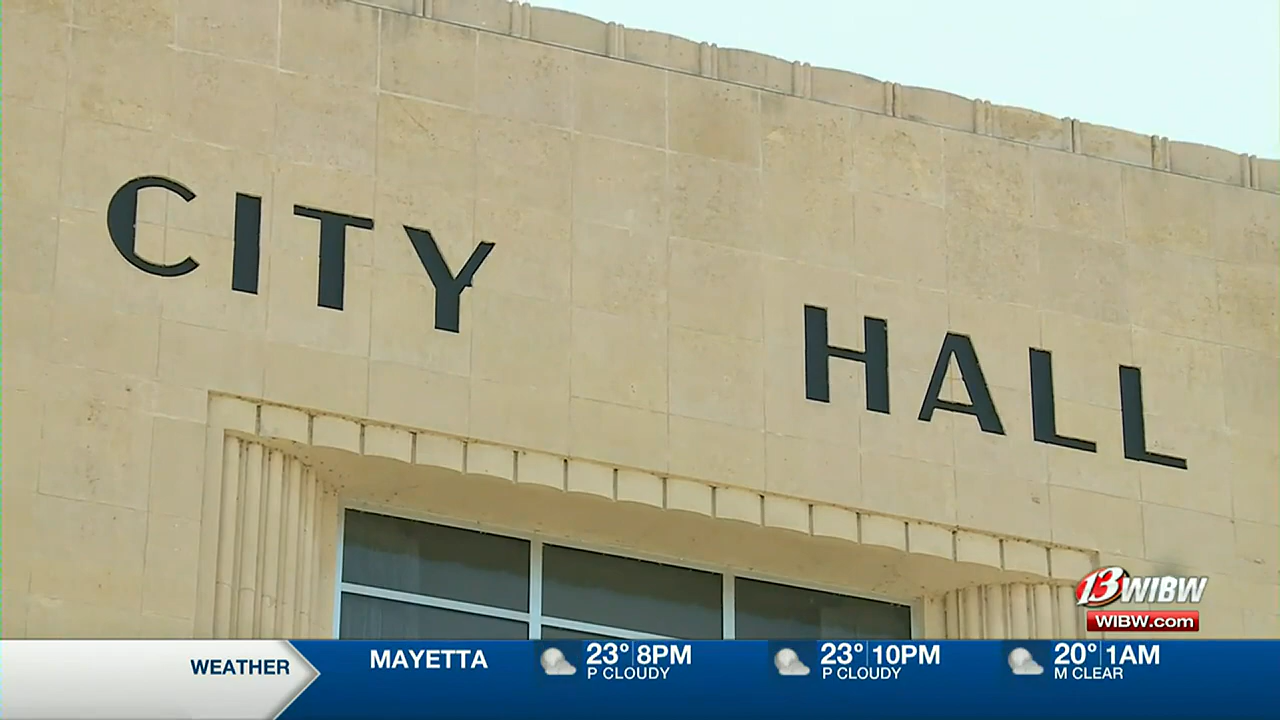 CITY HALL
13 WIBW
WIBW.com
WEATHER
MAYETTA
23° 8PM
P CLOUDY
23° 10PM
P CLOUDY
20° 1AM
M CLEAR